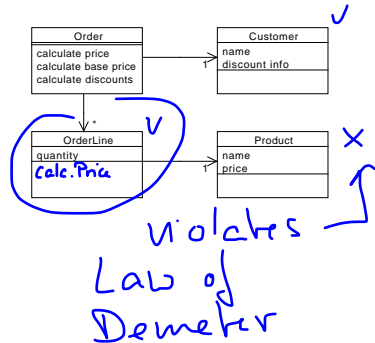 Order
calculate price
calculate base price
calculate discounts
1
Customer
name
discount info
*
OrderLine
quantity
Calc.Price
1
Product
name
price
V
V
X
Violates
Law of
Demeter